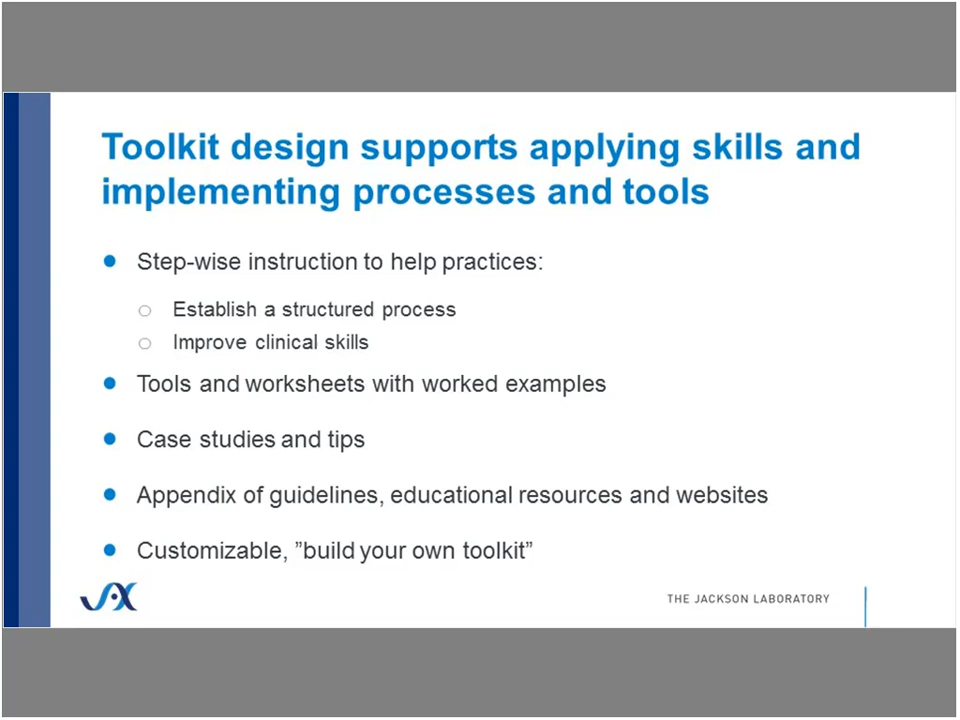 Toolkit design supports applying skills and
implementing processes and tools
Step-wise instruction to help practices:
Establish a structured process
Improve clinical skills
Tools and worksheets with worked examples
Case studies and tips
Appendix of guidelines, educational resources and websites
Customizable, ”build your own toolkit”
JAX
THE JACKSON LABORATORY